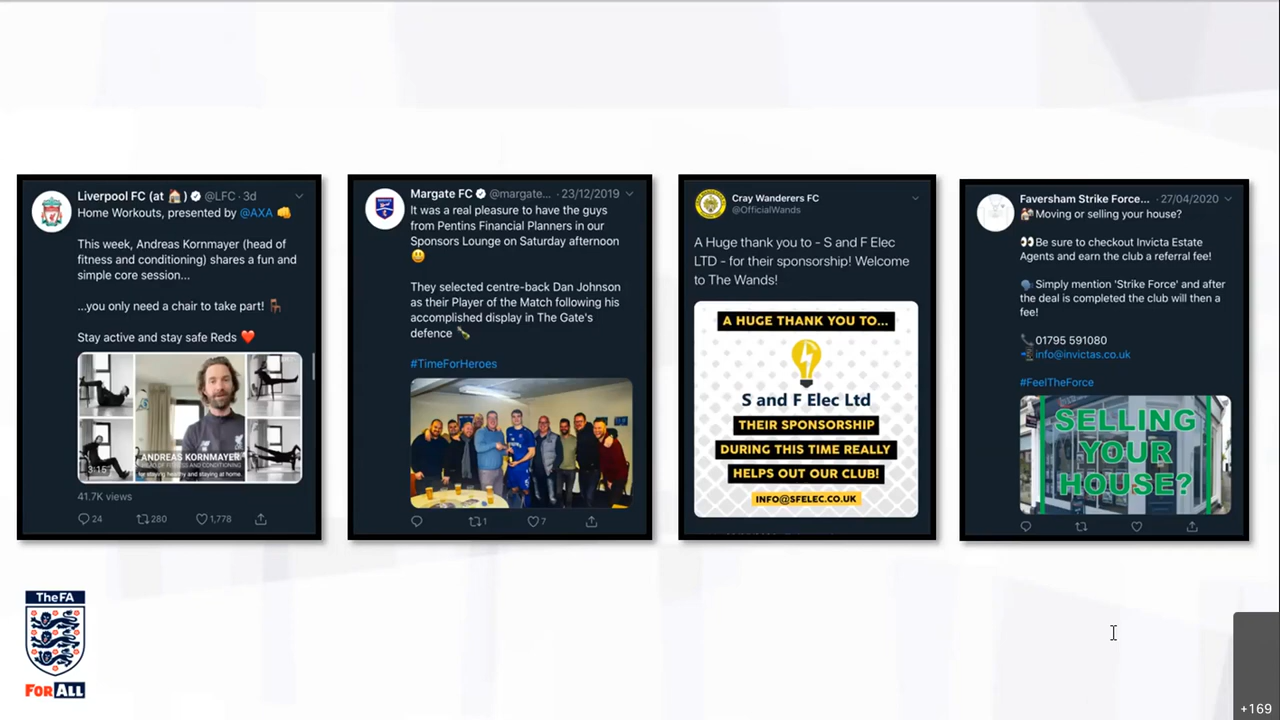 Liverpool FC (at 🏠) @LFC · 3d
Home Workouts, presented by @AXA 👊
This week, Andreas Kornmayer (head of
fitness and conditioning) shares a fun and
simple core session...
...you only need a chair to take part! 🪑
Stay active and stay safe Reds ❤️
ANDREAS KORNMAYER
HEAD OF FITNESS AND CONDITIONING
for staying healthy and staying at home.
3:15
41.7K views
24 280 1,778
Margate FC @margate... · 23/12/2019
It was a real pleasure to have the guys
from Pentins Financial Planners in our
Sponsors Lounge on Saturday afternoon
😃
They selected centre-back Dan Johnson
as their Player of the Match following his
accomplished display in The Gate's
defence 🍾
#TimeForHeroes
1 7
Cray Wanderers FC
@OfficialWands
A Huge thank you to - S and F Elec
LTD - for their sponsorship! Welcome
to The Wands!
A HUGE THANK YOU TO...
S and F Elec Ltd
THEIR SPONSORSHIP
DURING THIS TIME REALLY
HELPS OUT OUR CLUB!
INFO@SFELEC.CO.UK
Faversham Strike Force... · 27/04/2020
🏠Moving or selling your house?
👀Be sure to checkout Invicta Estate
Agents and earn the club a referral fee!
🗣Simply mention 'Strike Force' and after
the deal is completed the club will then a
fee!
📞01795 591080
📲info@invictas.co.uk
#FeelTheForce
SELLING
YOUR
HOUSE?
The FA
FOR ALL
+169